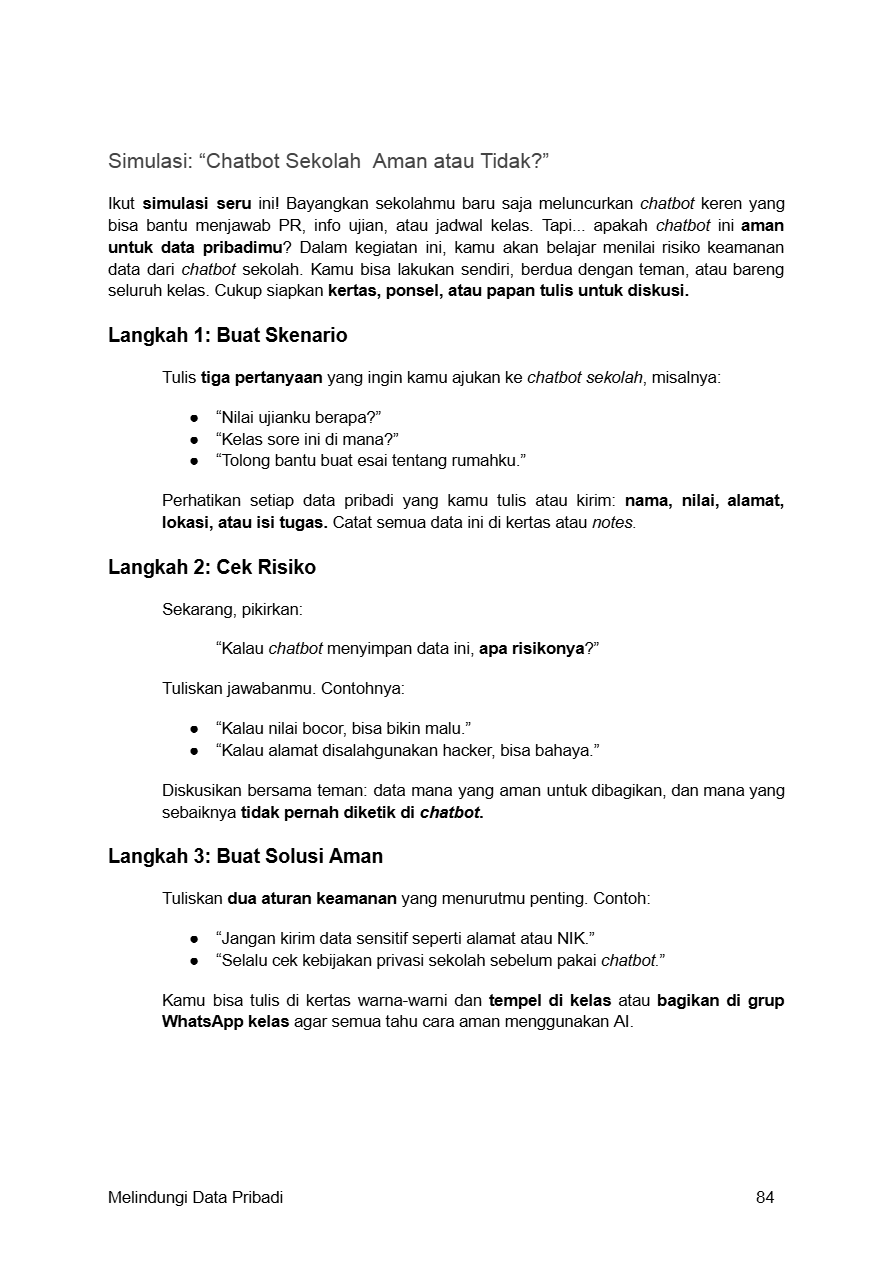 Simulasi: “Chatbot Sekolah  Aman atau Tidak?”
Ikut simulasi seru ini! Bayangkan sekolahmu baru saja meluncurkan chatbot keren yang
bisa bantu menjawab PR, info ujian, atau jadwal kelas. Tapi... apakah chatbot ini aman
untuk data pribadimu? Dalam kegiatan ini, kamu akan belajar menilai risiko keamanan
data dari chatbot sekolah. Kamu bisa lakukan sendiri, berdua dengan teman, atau bareng
seluruh kelas. Cukup siapkan kertas, ponsel, atau papan tulis untuk diskusi.
Langkah 1: Buat Skenario
Tulis tiga pertanyaan yang ingin kamu ajukan ke chatbot sekolah, misalnya:
● “Nilai ujianku berapa?”
● “Kelas sore ini di mana?”
● “Tolong bantu buat esai tentang rumahku.”
Perhatikan setiap data pribadi yang kamu tulis atau kirim: nama, nilai, alamat,
lokasi, atau isi tugas. Catat semua data ini di kertas atau notes.
Langkah 2: Cek Risiko
Sekarang, pikirkan:
“Kalau chatbot menyimpan data ini, apa risikonya?”
Tuliskan jawabanmu. Contohnya:
● “Kalau nilai bocor, bisa bikin malu.”
● “Kalau alamat disalahgunakan hacker, bisa bahaya.”
Diskusikan bersama teman: data mana yang aman untuk dibagikan, dan mana yang
sebaiknya tidak pernah diketik di chatbot.
Langkah 3: Buat Solusi Aman
Tuliskan dua aturan keamanan yang menurutmu penting. Contoh:
● “Jangan kirim data sensitif seperti alamat atau NIK.”
● “Selalu cek kebijakan privasi sekolah sebelum pakai chatbot.”
Kamu bisa tulis di kertas warna-warni dan tempel di kelas atau bagikan di grup
WhatsApp kelas agar semua tahu cara aman menggunakan AI.
Melindungi Data Pribadi 84